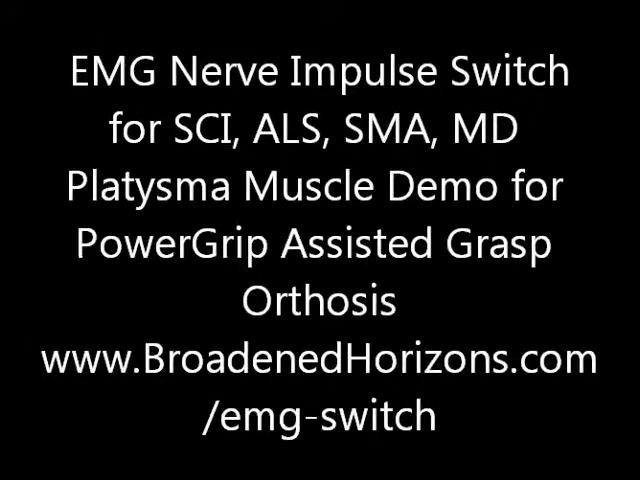 EMG Nerve Impulse Switch
for SCI, ALS, SMA, MD
Platysma Muscle Demo for
PowerGrip Assisted Grasp
Orthosis
www.BroadenedHorizons.com
/emg-switch